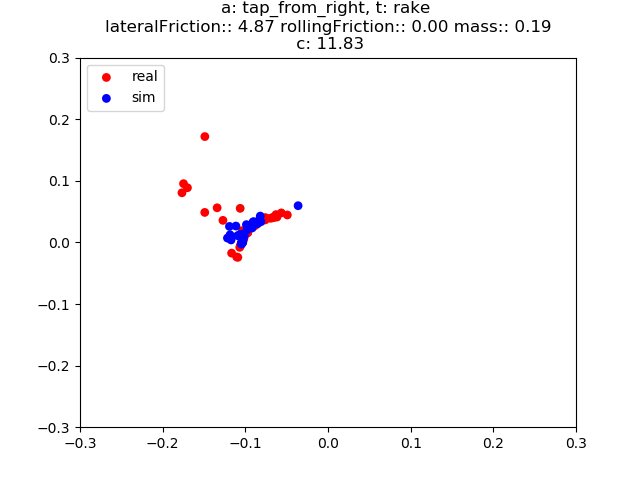 a: tap_from_right, t: rake
lateralFriction:: 4.87 rollingFriction:: 0.00 mass:: 0.19
c: 11.83
real
sim
0.3
0.2
0.1
0.0
−0.1
−0.2
−0.3
−0.3 −0.2 −0.1 0.0 0.1 0.2 0.3